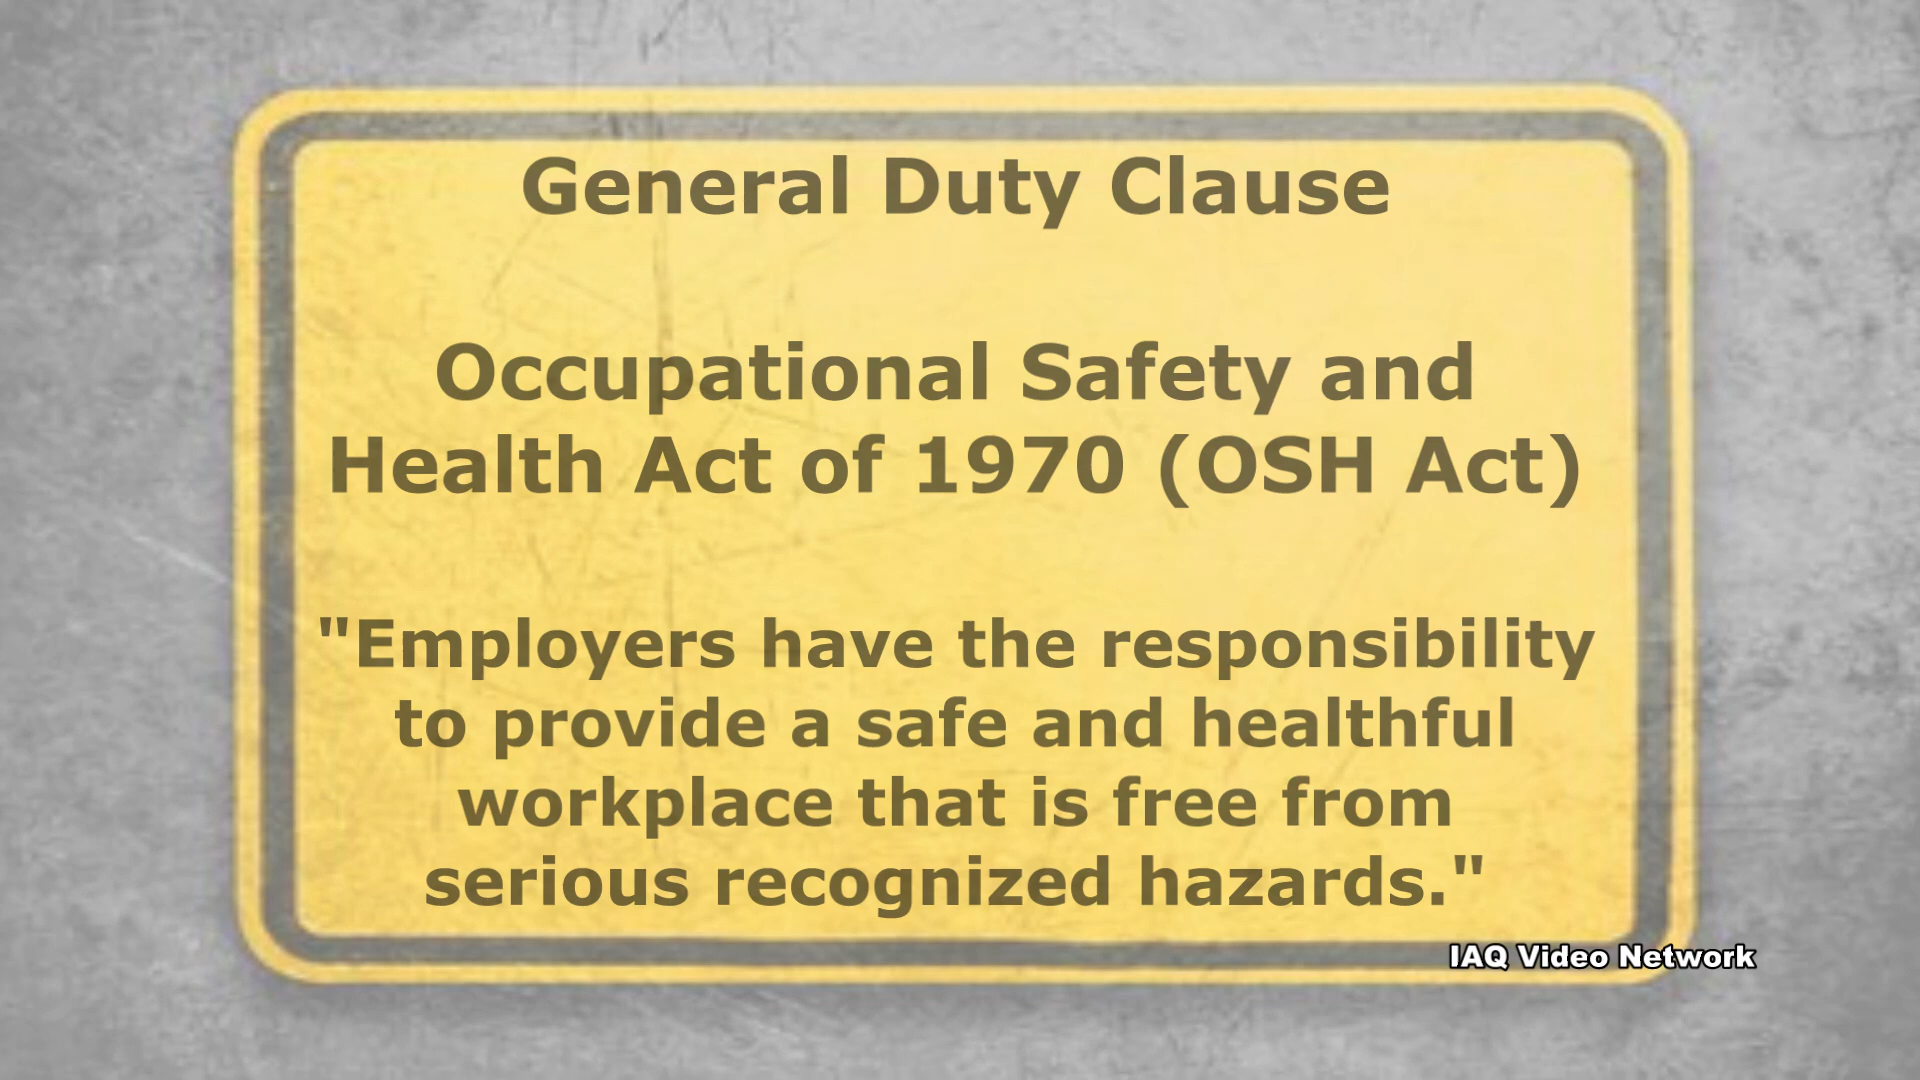 General Duty Clause
Occupational Safety and
Health Act of 1970 (OSH Act)
"Employers have the responsibility
to provide a safe and healthful
workplace that is free from
serious recognized hazards."
IAQ Video Network